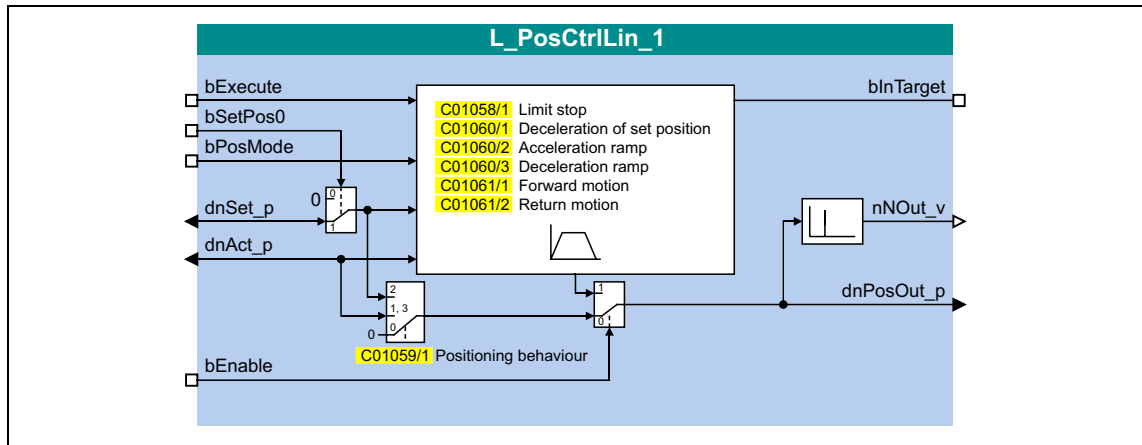 L_PosCtrlLin_1
bExecute
bInTarget
C01058/1 Limit stop
bSetPos0
C01060/1 Deceleration of set position
C01060/2 Acceleration ramp
bPosMode
C01060/3 Deceleration ramp
C01061/1 Forward motion
0
0
C01061/2 Return motion
dnSet_p
1
nNOut_v
dnAct_p
2
1
dnPosOut_p
1, 3
0
0
0
C01059/1 Positioning behaviour
bEnable